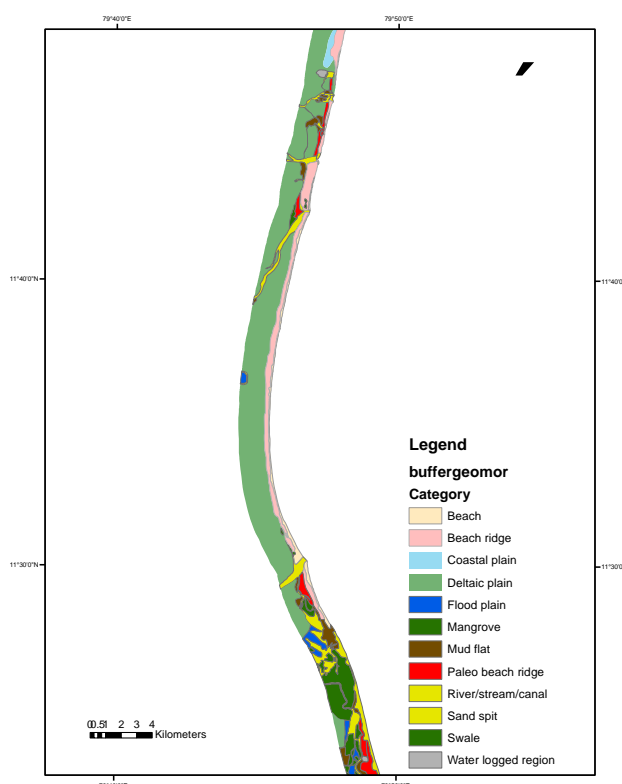 79°40'0"E 79°50'0"E
11°40'0"N 11°40'0"
11°30'0"N 11°30'0"
Legend
buffergeomor
Category
Beach
Beach ridge
Coastal plain
Deltaic plain
Flood plain
Mangrove
Mud flat
Paleo beach ridge
River/stream/canal
Sand spit
Swale
Water logged region
0 0.5 1 2 3 4
Kilometers